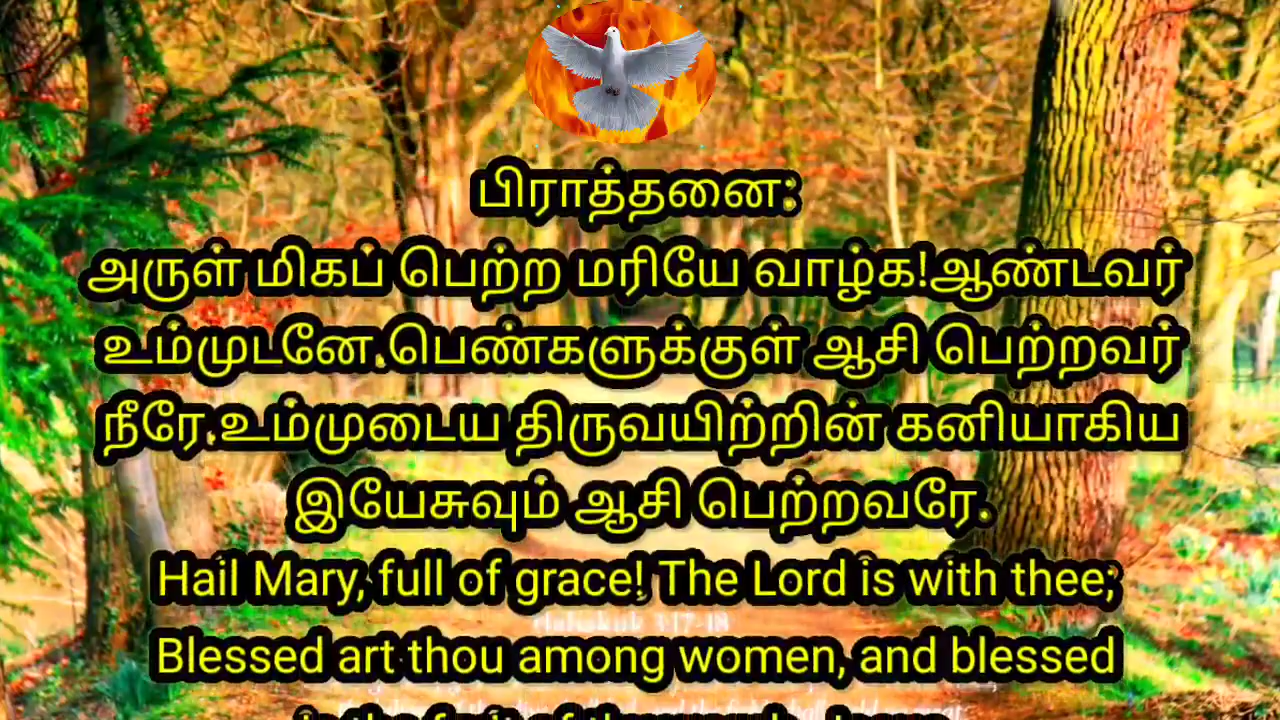 பிராத்தனை:
அருள் மிகப் பெற்ற மரியே வாழ்க!ஆண்டவர்
உம்முடனே.பெண்களுக்குள் ஆசி பெற்றவர்
நீரே.உம்முடைய திருவயிற்றின் கனியாகிய
இயேசுவும் ஆசி பெற்றவரே.
Hail Mary, full of grace! The Lord is with thee;
Blessed art thou among women, and blessed